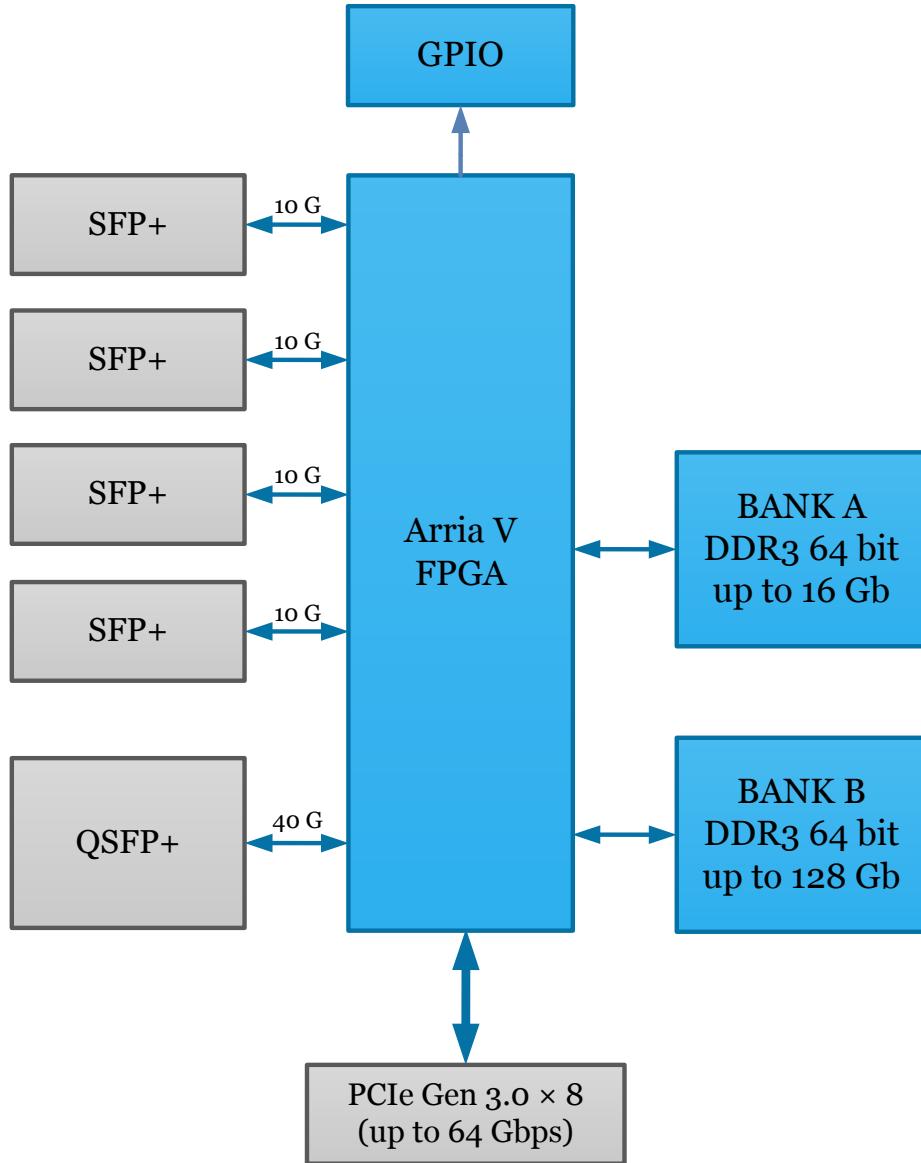 GPIO
SFP+
10 G
SFP+
10 G
SFP+
10 G
SFP+
10 G
QSFP+
40 G
Arria V
FPGA
BANK A
DDR3 64 bit
up to 16 Gb
BANK B
DDR3 64 bit
up to 128 Gb
PCIe Gen 3.0 × 8
(up to 64 Gbps)